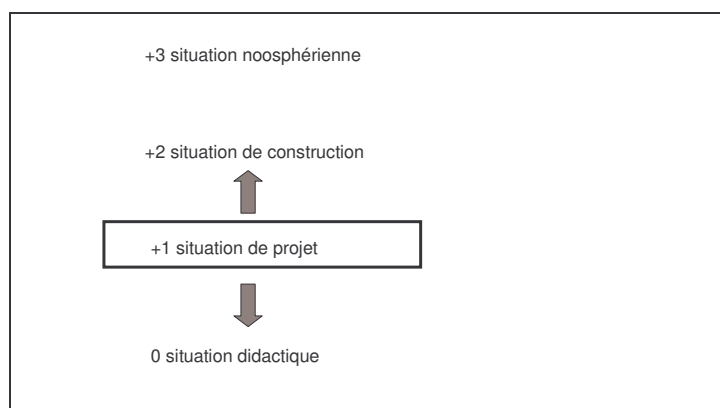 +3 situation noosphérienne
+2 situation de construction
+1 situation de projet
0 situation didactique